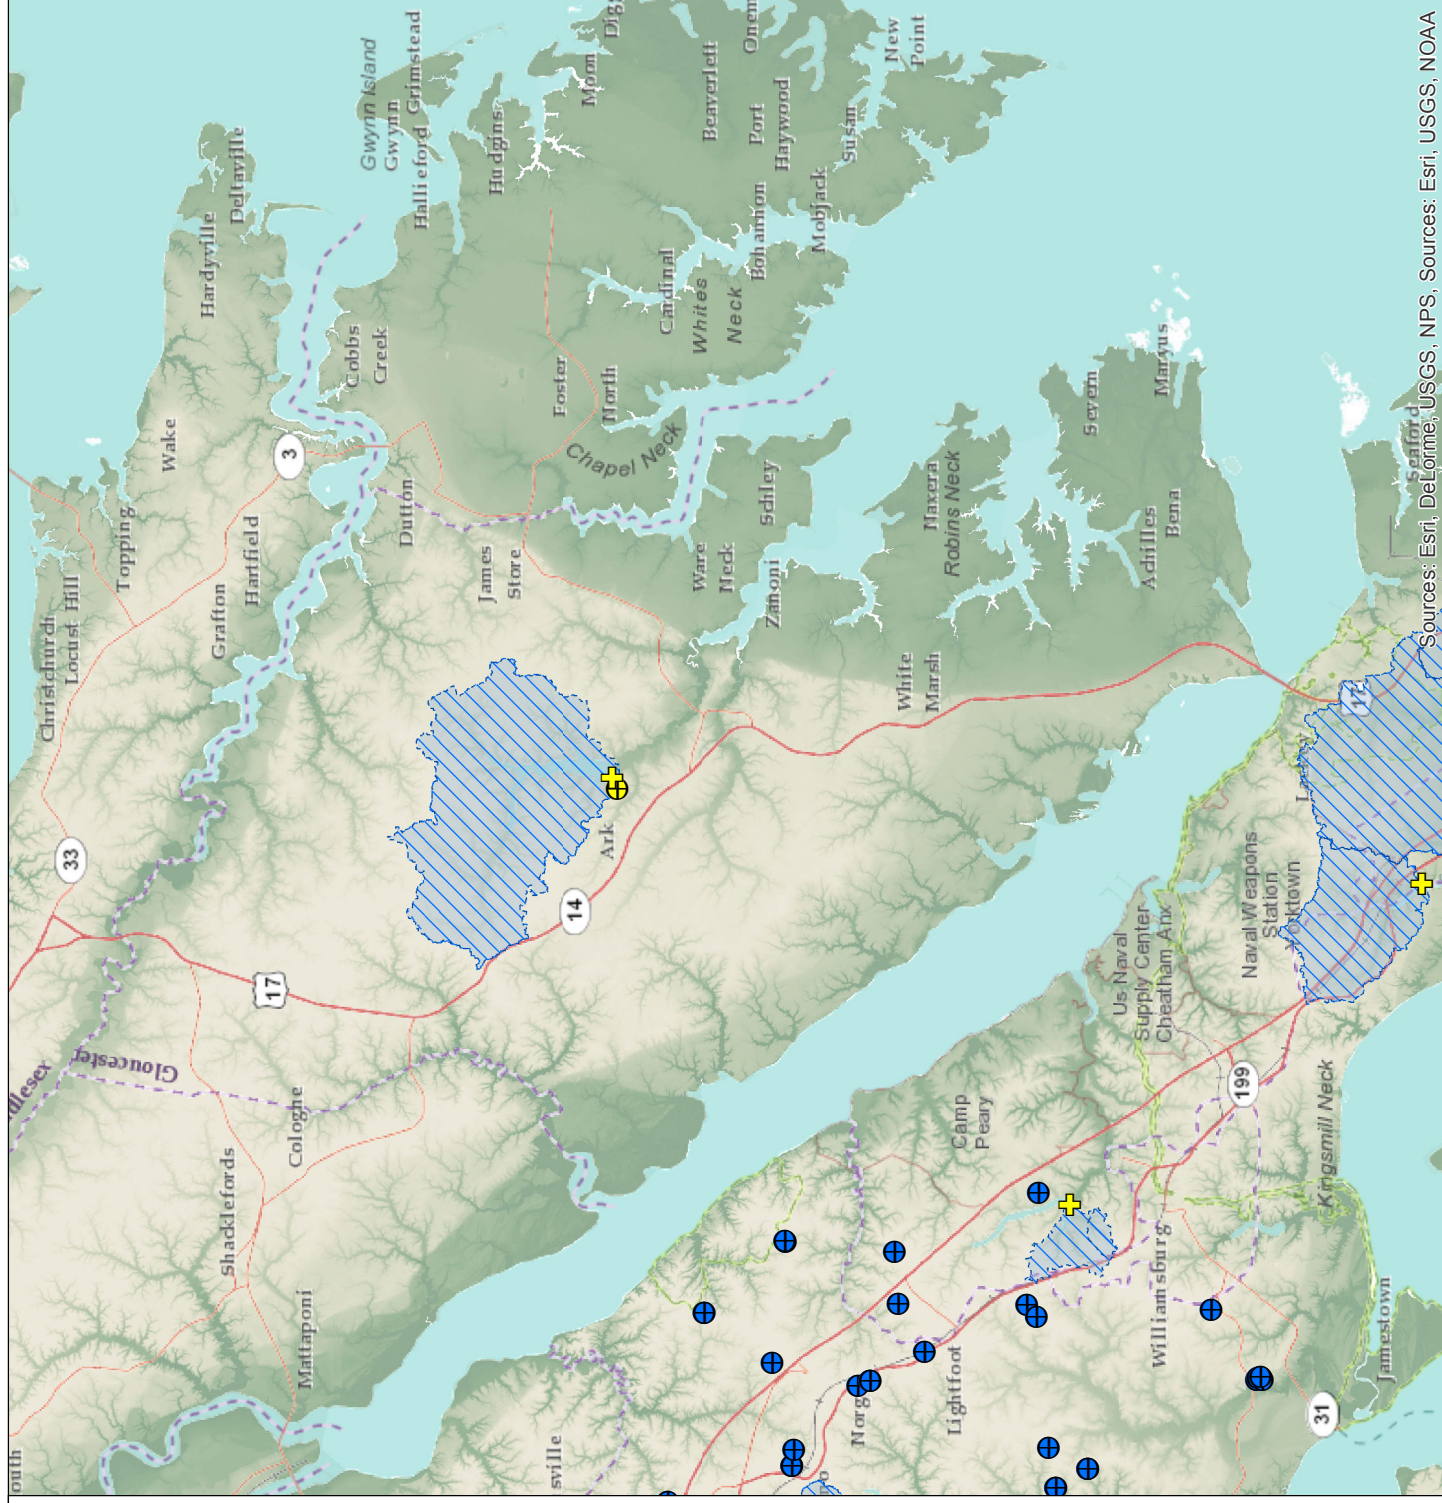 Christchurch
Locust Hill
Topping
Wake
Hardyville
Deltaville
Gwynn Island
Gwynn
Grimstead
Hallieford
Hudgins
Moon
Beaverlett
Port
Haywood
Susan
New
Point
Bohannon
Mobjack
Cardinal
Whites
Neck
Cobbs
Creek
3
Grafton
Hartfield
Dutton
James
Store
Foster
North
Chapel Neck
Ware
Neck
Schley
Zanoni
Naxera
Robins Neck
Severn
Maryus
Achilles
Bena
White
Marsh
Seaford
33
17
Gloucester
Cologne
Shacklefords
Mattaponi
14
Ark
17
Us Naval
Supply Center
Cheatham Anx
Naval Weapons
Station
Camp
Peary
199
Kingsmill Neck
Williamsburg
Lightfoot
31
Jamestown
Sources: Esri, DeLorme, USGS, NPS, Sources: Esri, USGS, NOAA